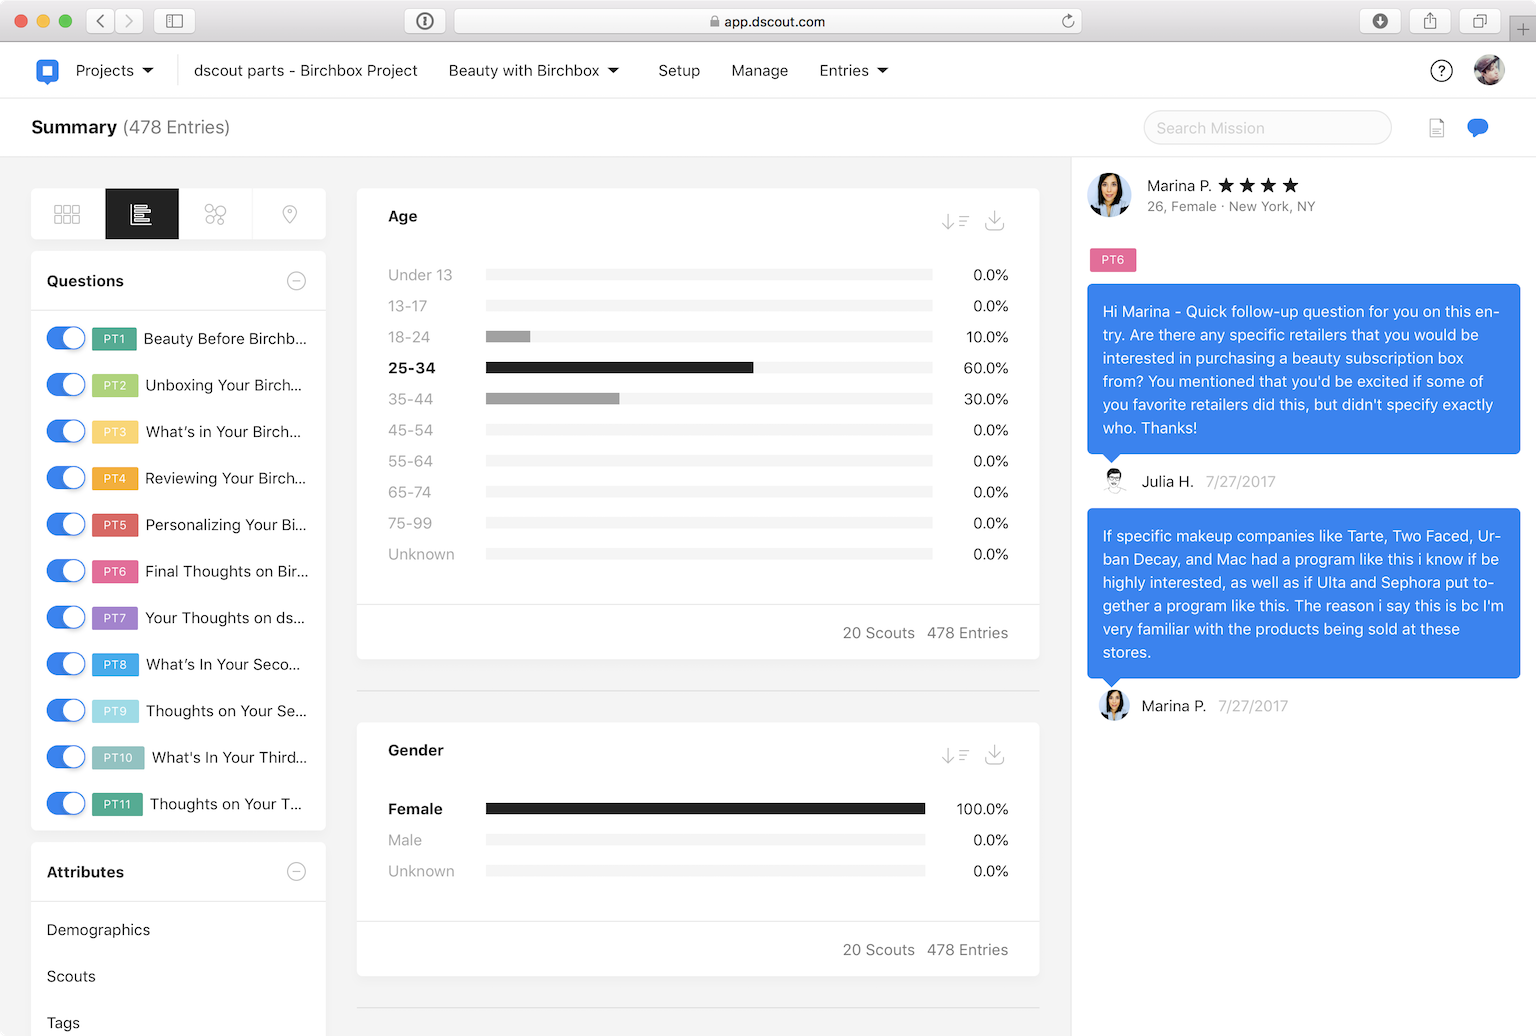 app.dscout.com
Projects
dscout parts - Birchbox Project
Beauty with Birchbox
Setup
Manage
Entries
?
Summary (478 Entries)
Search Mission
Questions
PT1 Beauty Before Birchb...
PT2 Unboxing Your Birch...
PT3 What's in Your Birch...
PT4 Reviewing Your Birch...
PT5 Personalizing Your Bi...
PT6 Final Thoughts on Bir...
PT7 Your Thoughts on ds...
PT8 What's In Your Seco...
PT9 Thoughts on Your Se...
PT10 What's In Your Third...
PT11 Thoughts on Your T...
Attributes
Demographics
Scouts
Tags
Age
Under 13 0.0%
13-17 0.0%
18-24 10.0%
25-34 60.0%
35-44 30.0%
45-54 0.0%
55-64 0.0%
65-74 0.0%
75-99 0.0%
Unknown 0.0%
20 Scouts 478 Entries
Gender
Female 100.0%
Male 0.0%
Unknown 0.0%
20 Scouts 478 Entries
Marina P. ★ ★ ★ ★
26, Female · New York, NY
PT6
Hi Marina - Quick follow-up question for you on this en-
try. Are there any specific retailers that you would be
interested in purchasing a beauty subscription box
from? You mentioned that you'd be excited if some of
you favorite retailers did this, but didn't specify exactly
who. Thanks!
Julia H. 7/27/2017
If specific makeup companies like Tarte, Two Faced, Ur-
ban Decay, and Mac had a program like this i know if be
highly interested, as well as if Ulta and Sephora put to-
gether a program like this. The reason i say this is bc I'm
very familiar with the products being sold at these
stores.
Marina P. 7/27/2017